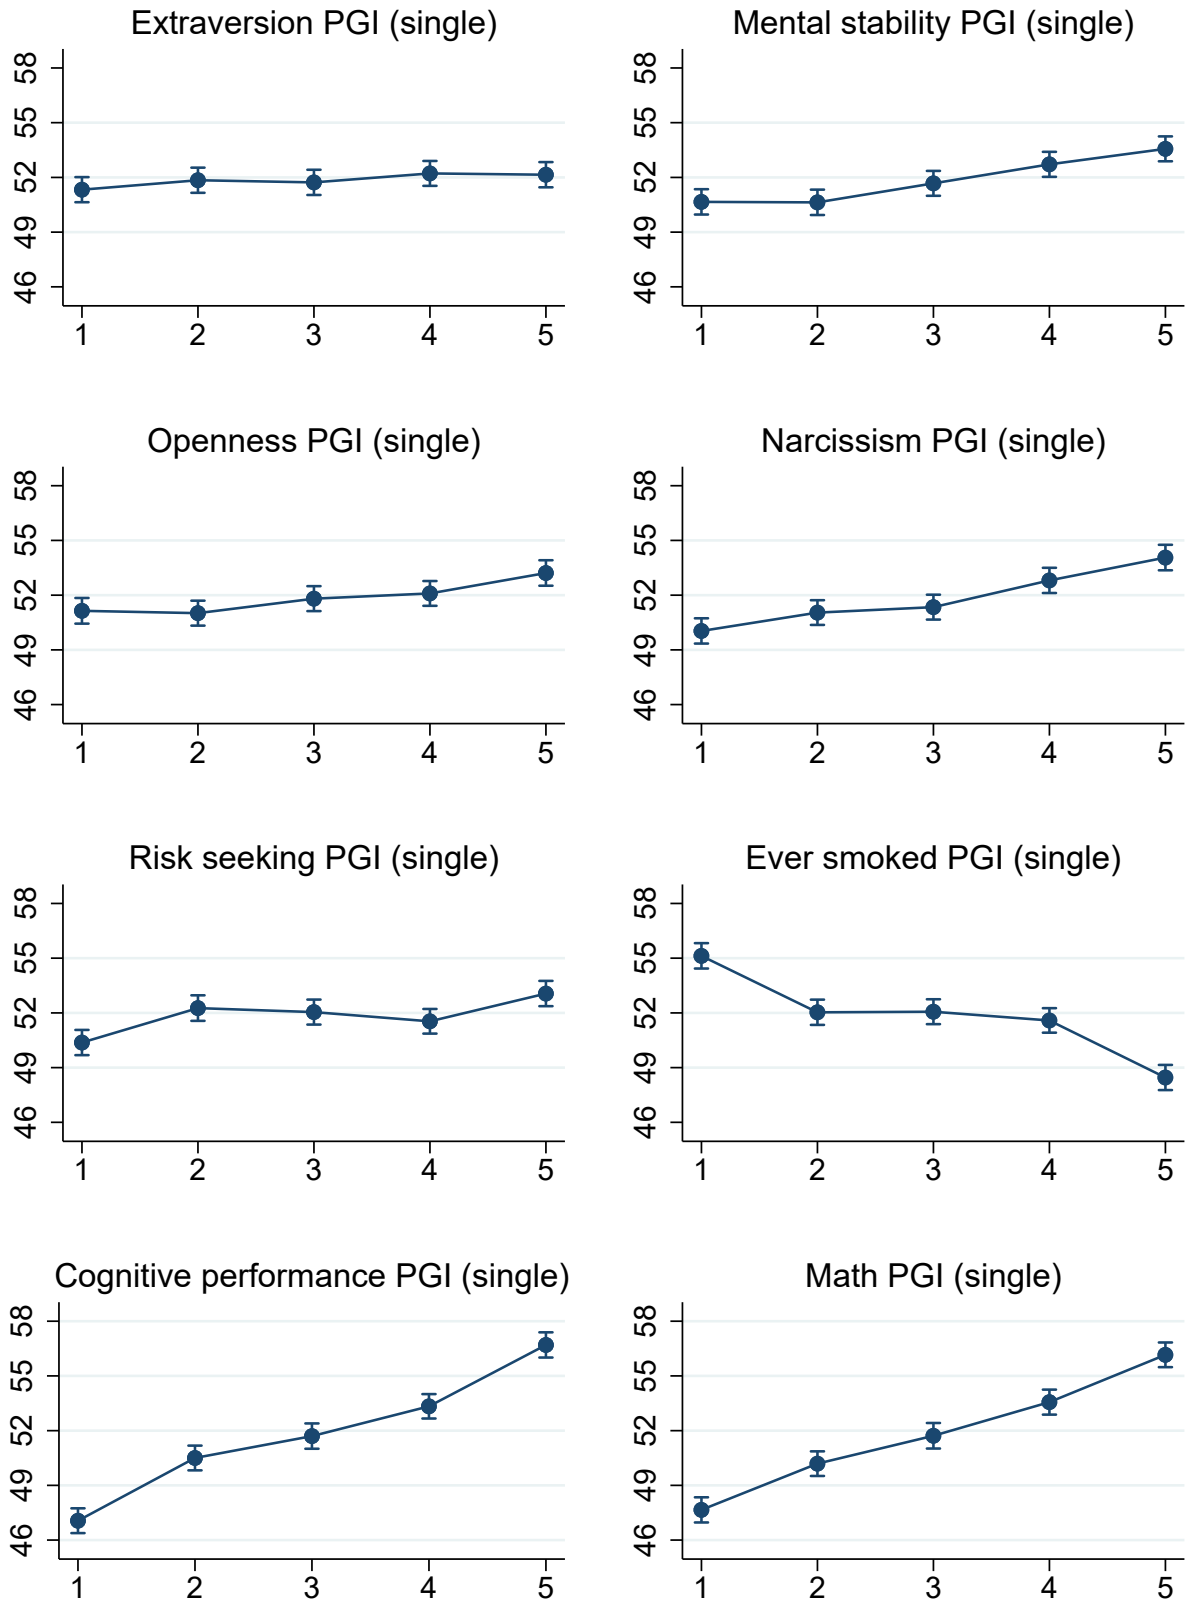 Extraversion PGI (single)
58
55
52
49
46
1 2 3 4 5
Mental stability PGI (single)
58
55
52
49
46
1 2 3 4 5
Openness PGI (single)
58
55
52
49
46
1 2 3 4 5
Narcissism PGI (single)
58
55
52
49
46
1 2 3 4 5
Risk seeking PGI (single)
58
55
52
49
46
1 2 3 4 5
Ever smoked PGI (single)
58
55
52
49
46
1 2 3 4 5
Cognitive performance PGI (single)
58
55
52
49
46
1 2 3 4 5
Math PGI (single)
58
55
52
49
46
1 2 3 4 5